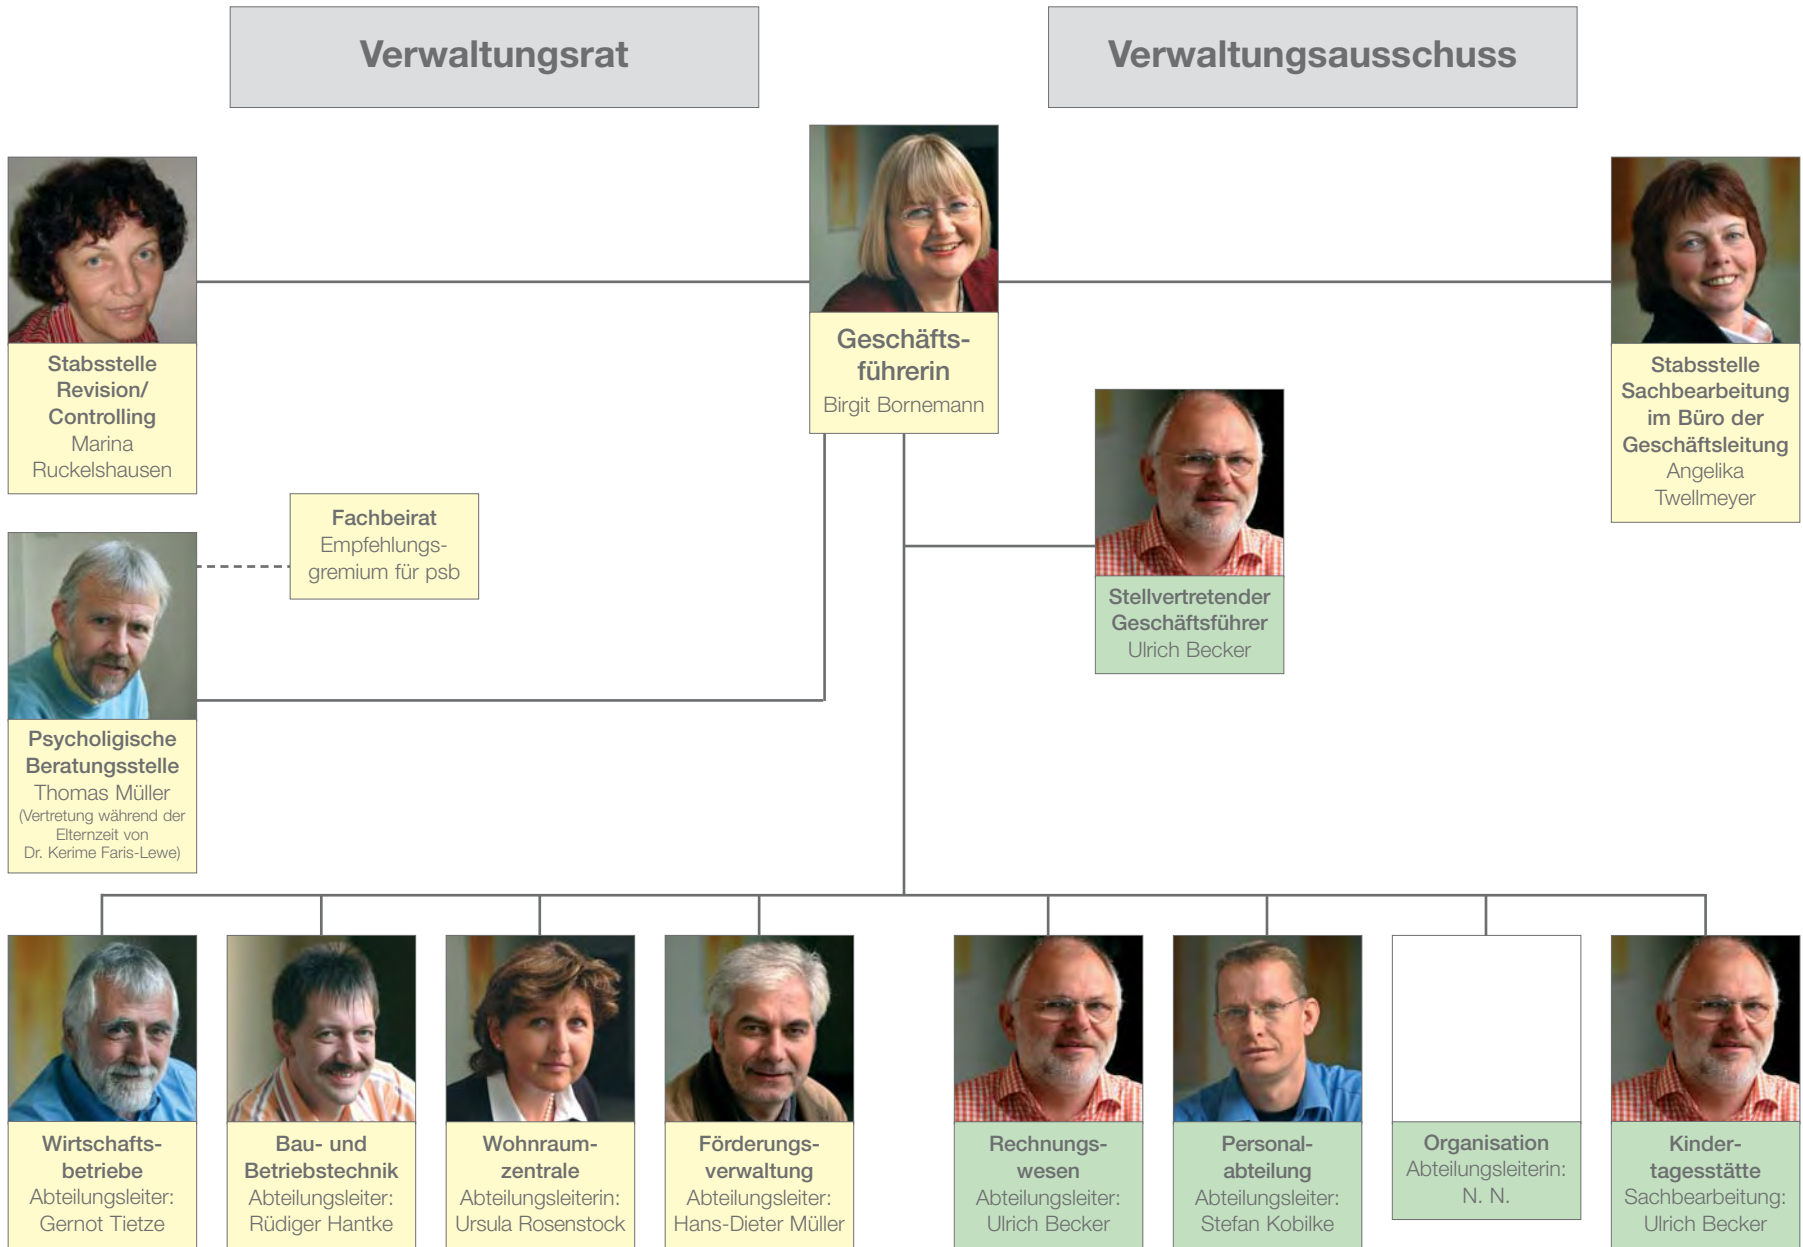 Verwaltungsrat
Verwaltungsausschuss
Stabsstelle
Revision/
Controlling
Marina
Ruckelshausen
Geschäfts-
führerin
Birgit Bornemann
Stabsstelle
Sachbearbeitung
im Büro der
Geschäftsleitung
Angelika
Twellmeyer
Fachbeirat
Empfehlungs-
gremium für psb
Stellvertretender
Geschäftsführer
Ulrich Becker
Psycholigische
Beratungsstelle
Thomas Müller
(Vertretung während der
Elternzeit von
Dr. Kerime Faris-Lewe)
Wirtschafts-
betriebe
Abteilungsleiter:
Gernot Tietze
Bau- und
Betriebstechnik
Abteilungsleiter:
Rüdiger Hantke
Wohnraum-
zentrale
Abteilungsleiterin:
Ursula Rosenstock
Förderungs-
verwaltung
Abteilungsleiter:
Hans-Dieter Müller
Rechnungs-
wesen
Abteilungsleiter:
Ulrich Becker
Personal-
abteilung
Abteilungsleiter:
Stefan Kobilke
Organisation
Abteilungsleiterin:
N. N.
Kinder-
tagesstätte
Sachbearbeitung:
Ulrich Becker